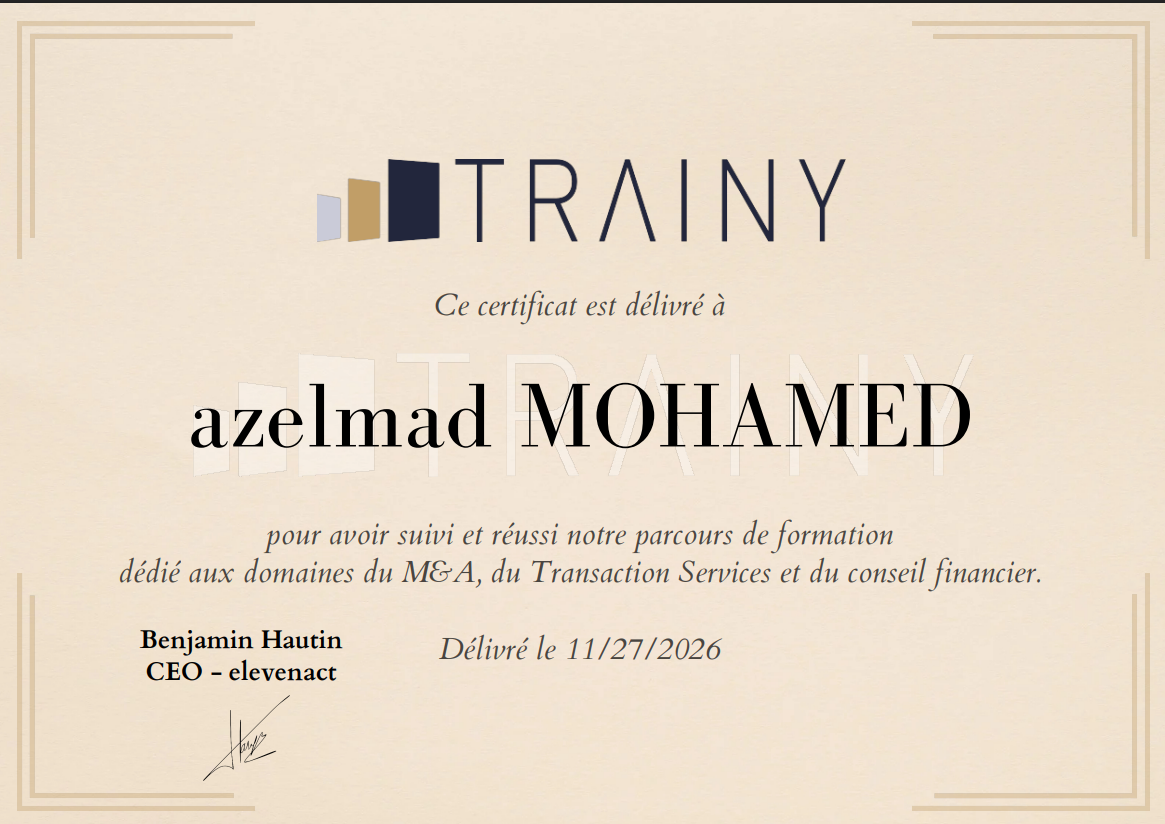 TRAINY
Ce certificat est délivré à
TRAINY
azelmad MOHAMED
pour avoir suivi et réussi notre parcours de formation
dédié aux domaines du M&A, du Transaction Services et du conseil financier.
Benjamin Hautin
CEO - elevenact
Délivré le 11/27/2026